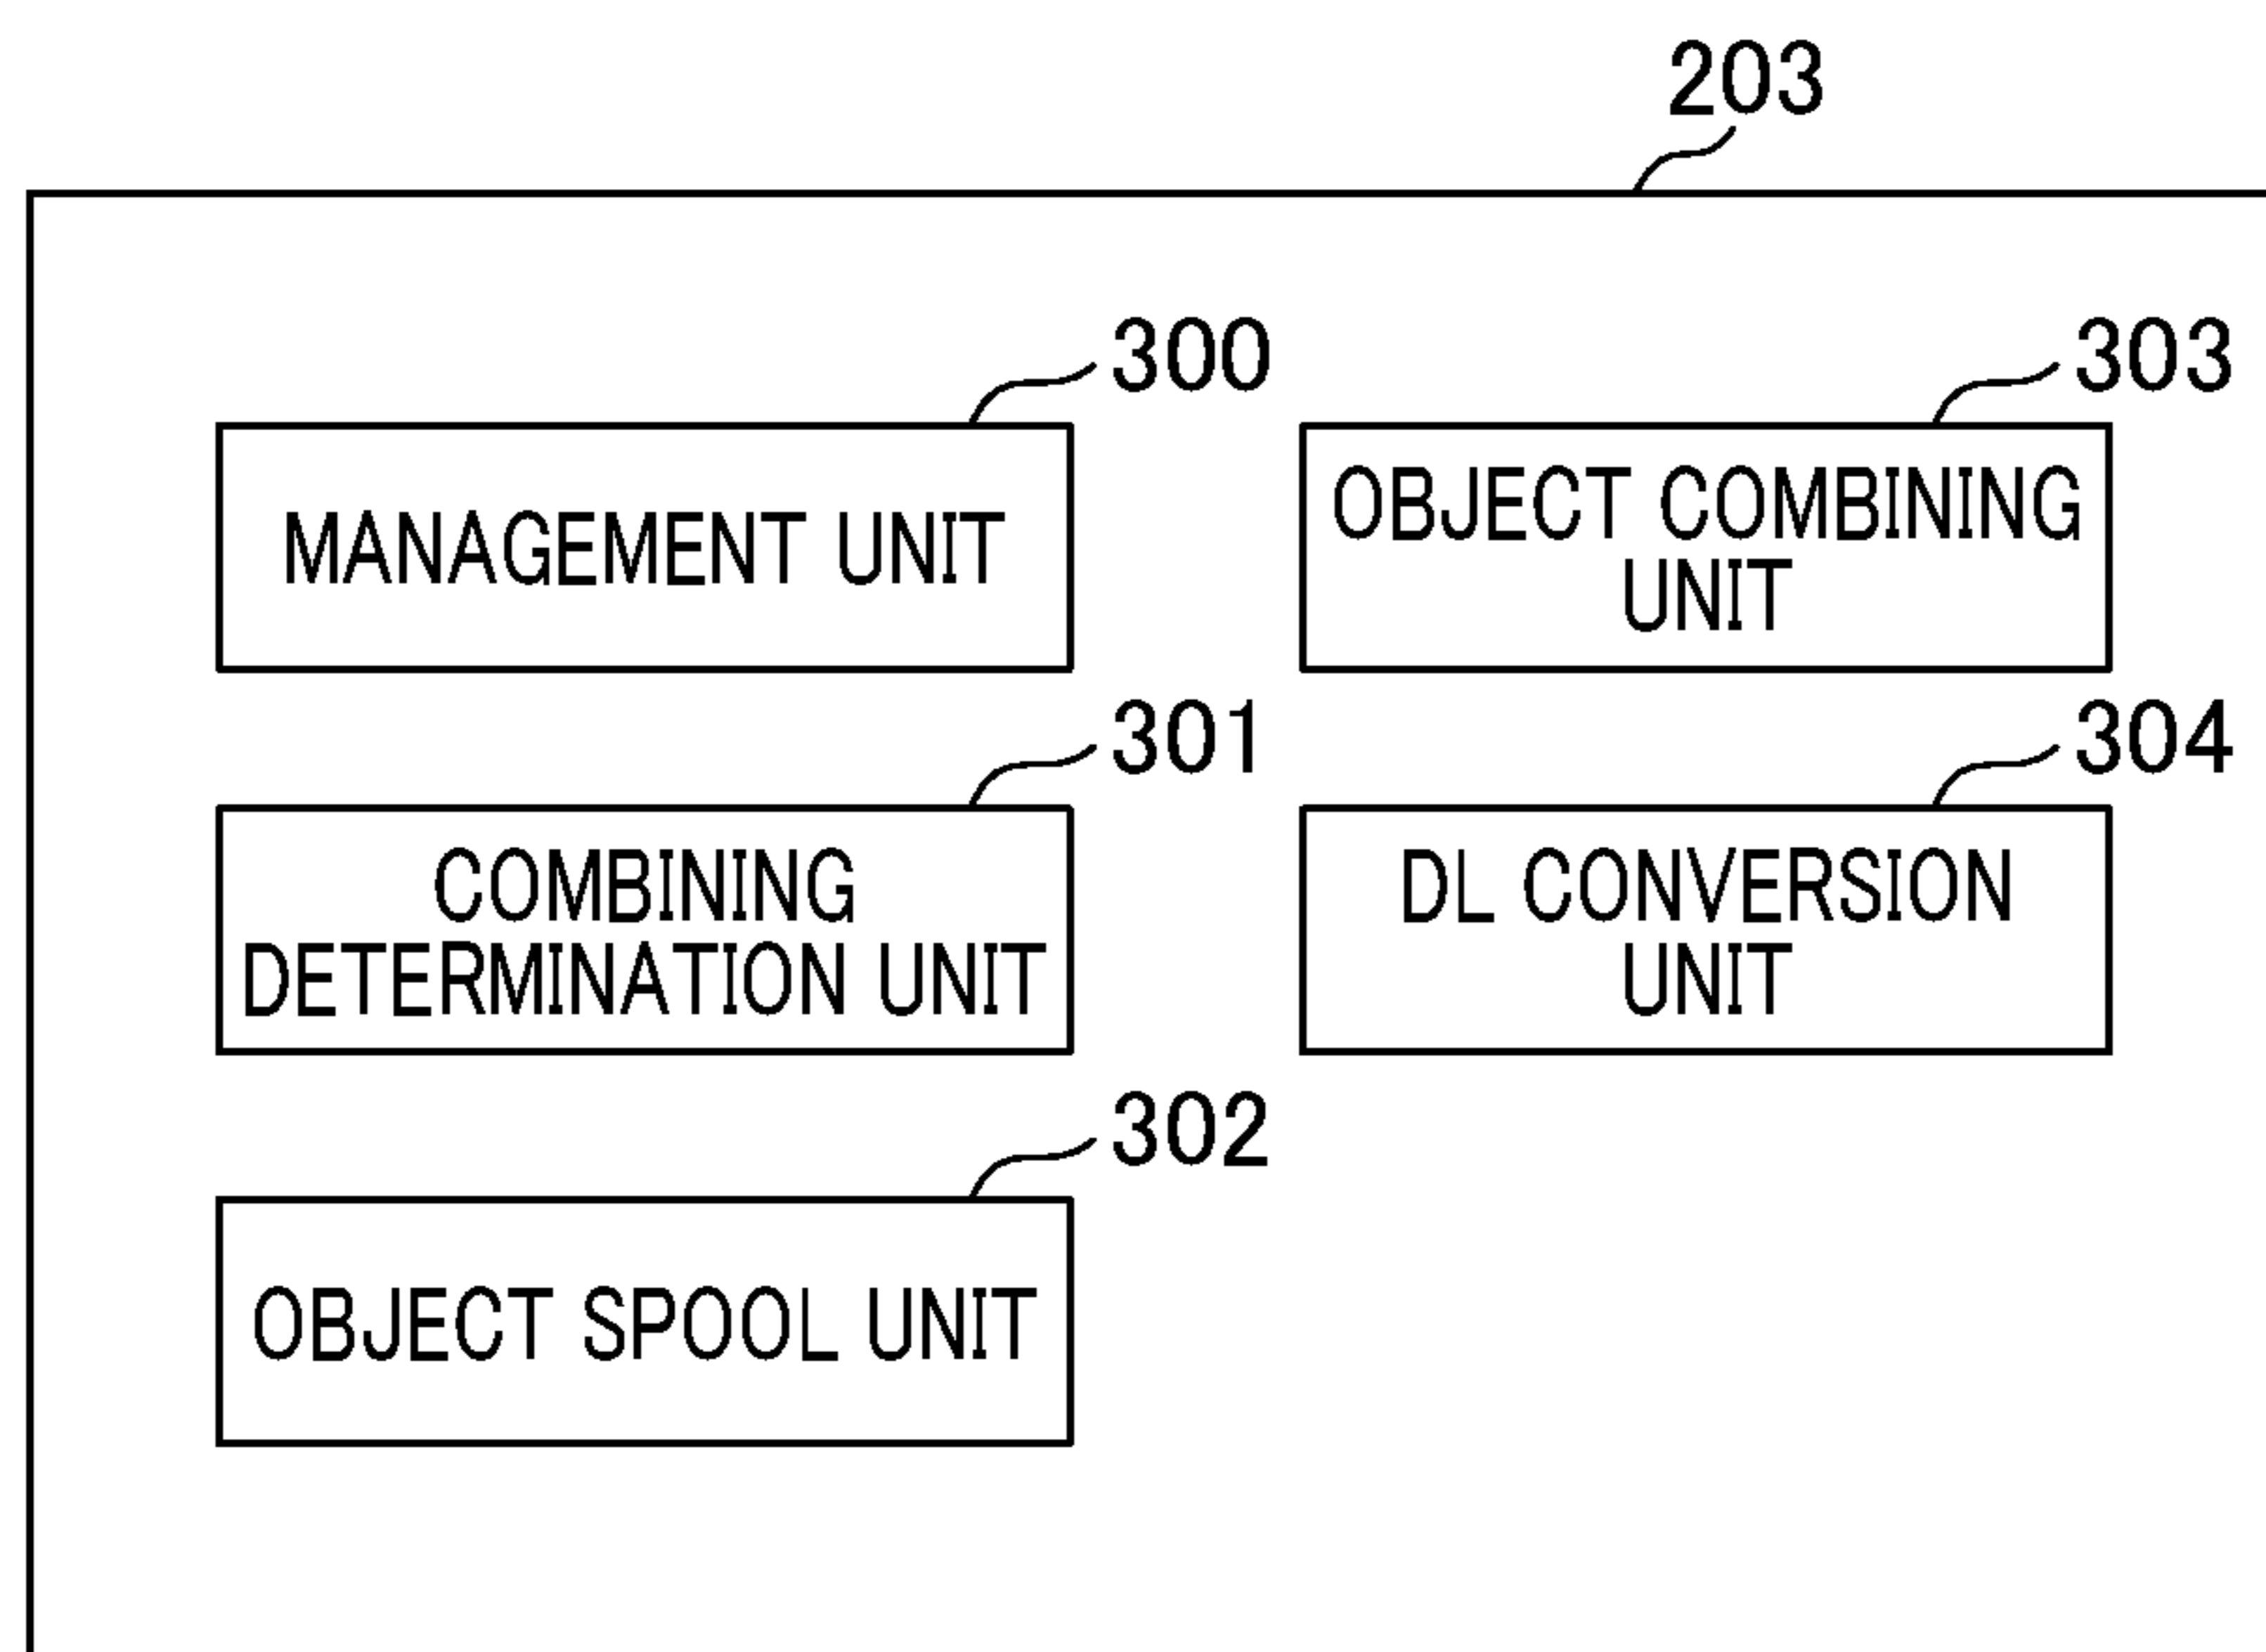 203
300
MANAGEMENT UNIT
303
OBJECT COMBINING
UNIT
301
COMBINING
DETERMINATION UNIT
304
DL CONVERSION
UNIT
302
OBJECT SPOOL UNIT